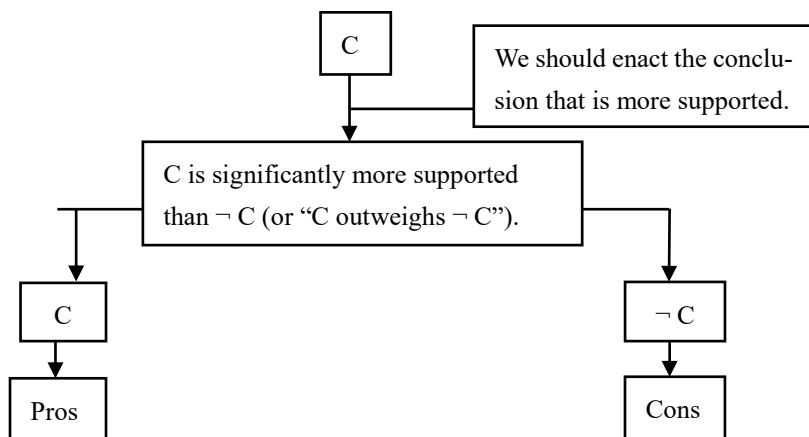 C
We should enact the conclu-
sion that is more supported.
C is significantly more supported
than ¬ C (or “C outweighs ¬ C”).
C
¬ C
Pros
Cons